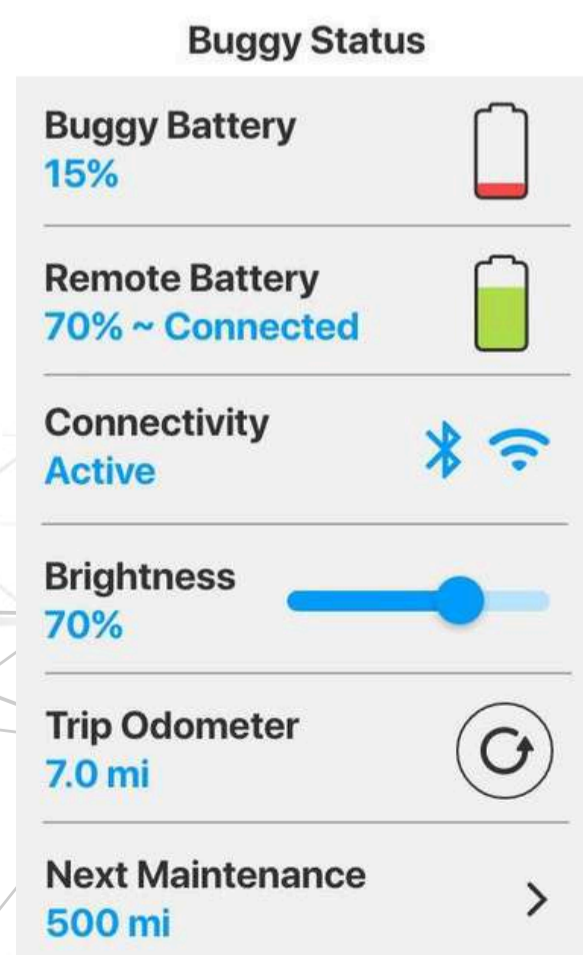 Buggy Status
Buggy Battery
15%
Remote Battery
70% ~ Connected
Connectivity
Active
Brightness
70%
Trip Odometer
7.0 mi
Next Maintenance
500 mi